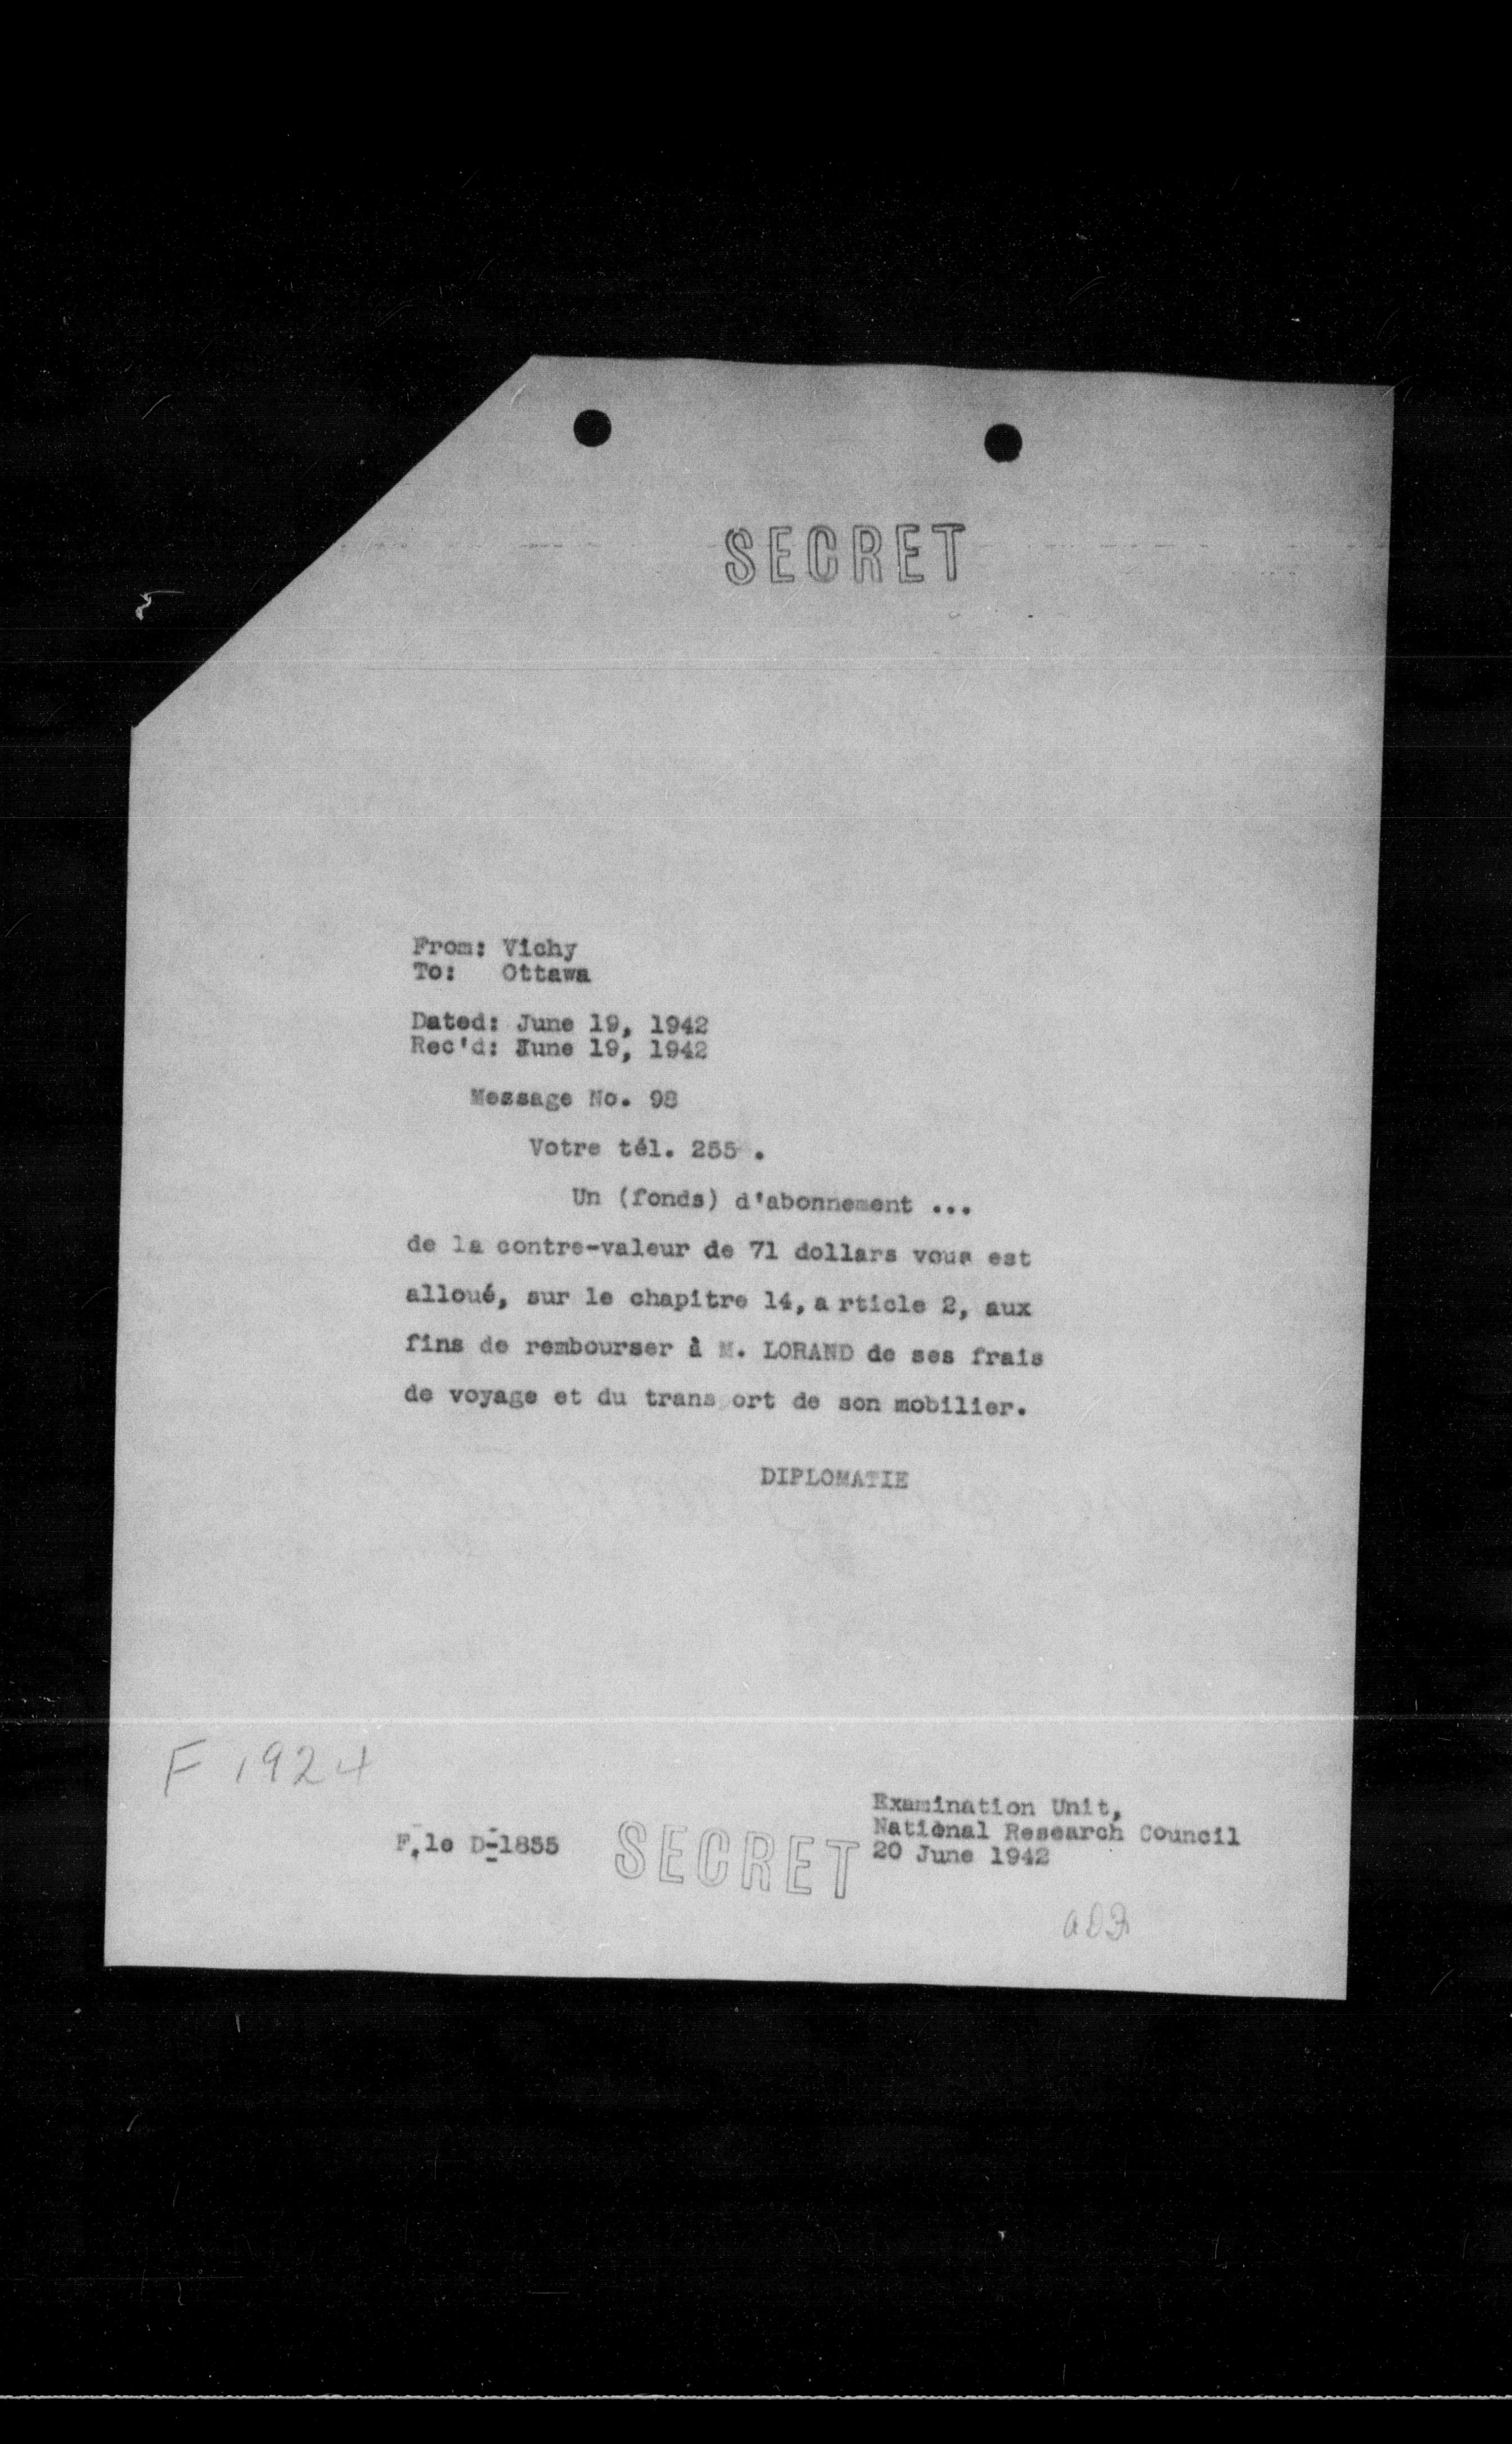 SECRET
From: Vichy
To: Ottawa
Dated: June 19, 1942
Rec'd: June 19, 1942
Message No. 98
Votre tél. 255 .
Un (fonds) d'abonnement ...
de la contre-valeur de 71 dollars vous est
alloué, sur le chapitre 14, a rticle 2, aux
fins de rembourser à M. LORAND de ses frais
de voyage et du transport de son mobilier.
DIPLOMATIE
F 1924
F.le D-1855
SECRET
Examination Unit,
National Research Council
20 June 1942